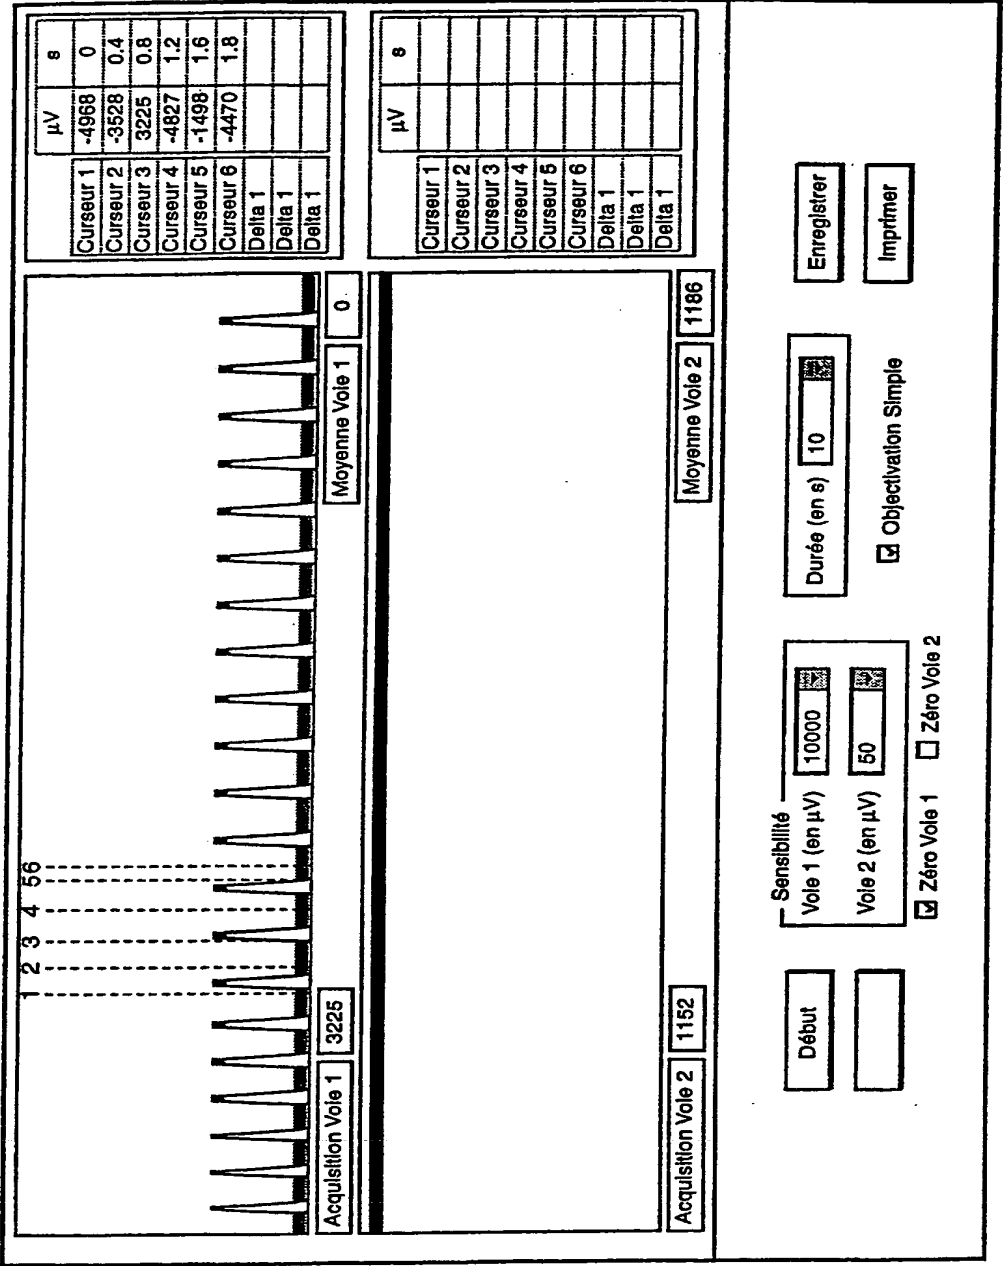 1 2 3 4 5 6
µV s
Curseur 1 -4968 0
Curseur 2 -3528 0.4
Curseur 3 3225 0.8
Curseur 4 -4827 1.2
Curseur 5 -1498 1.6
Curseur 6 -4470 1.8
Delta 1
Delta 1
Delta 1
Acquisition Voie 1 3225 Moyenne Voie 1 0
µV s
Curseur 1
Curseur 2
Curseur 3
Curseur 4
Curseur 5
Curseur 6
Delta 1
Delta 1
Delta 1
Acquisition Voie 2 1152 Moyenne Voie 2 1186
Début
Sensibilité
Voie 1 (en µV) 10000
Voie 2 (en µV) 50
Zéro Voie 1 Zéro Voie 2
Durée (en s) 10
Objectivation Simple
Enregistrer
Imprimer